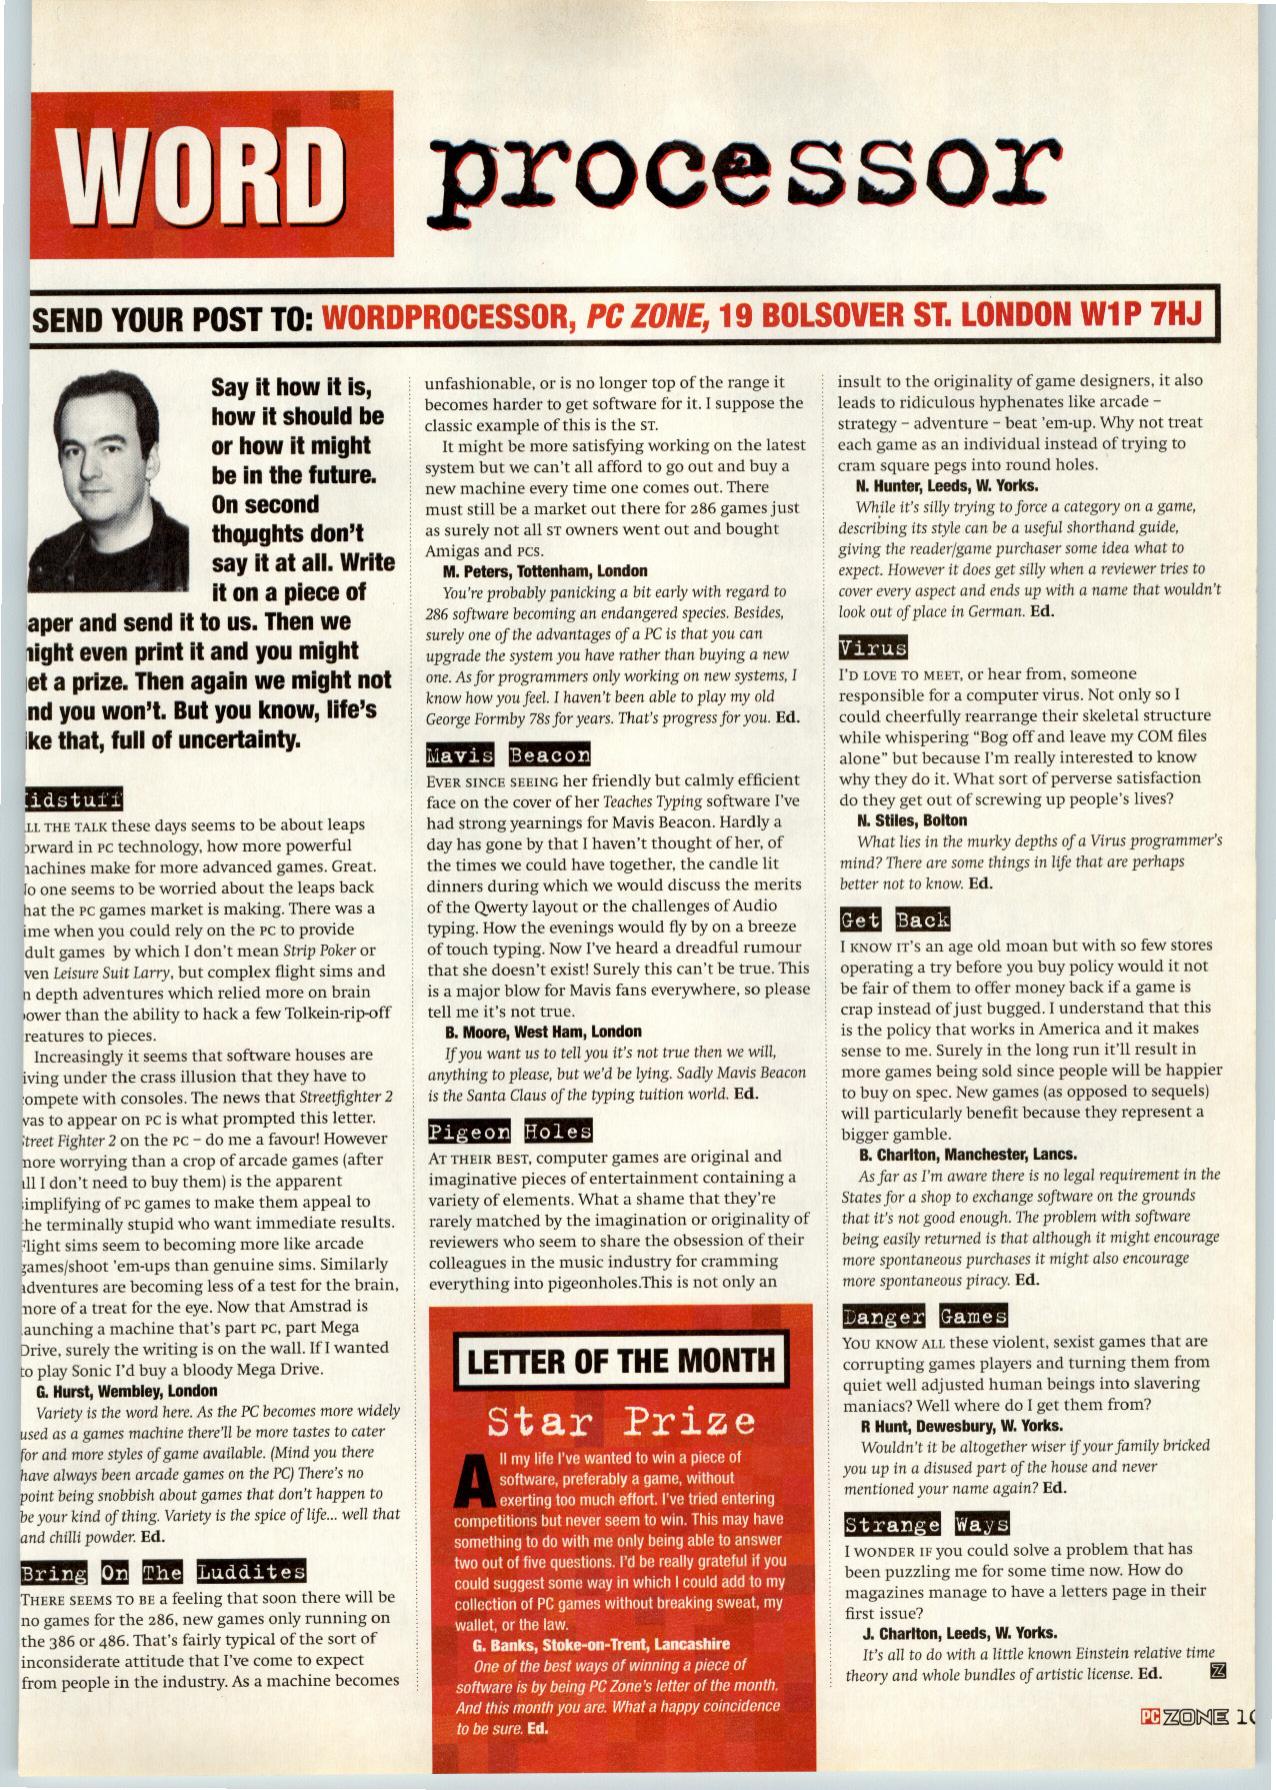 WORD processor
SEND YOUR POST TO: WORDPROCESSOR, PC ZONE, 19 BOLSOVER ST. LONDON W1P 7HJ
Say it how it is,
how it should be
or how it might
be in the future.
On second
thoughts don't
say it at all. Write
it on a piece of
aper and send it to us. Then we
ight even print it and you might
et a prize. Then again we might not
nd you won't. But you know, life's
ke that, full of uncertainty.
idstuff
LL THE TALK these days seems to be about leaps
rward in PC technology, how more powerful
achines make for more advanced games. Great.
o one seems to be worried about the leaps back
hat the PC games market is making. There was a
ime when you could rely on the PC to provide
dult games by which I don't mean Strip Poker or
ven Leisure Suit Larry, but complex flight sims and
n depth adventures which relied more on brain
ower than the ability to hack a few Tolkein-rip-off
reatures to pieces.
Increasingly it seems that software houses are
iving under the crass illusion that they have to
ompete with consoles. The news that Streetfighter 2
was to appear on PC is what prompted this letter.
treet Fighter 2 on the PC – do me a favour! However
more worrying than a crop of arcade games (after
all I don't need to buy them) is the apparent
simplifying of PC games to make them appeal to
the terminally stupid who want immediate results.
Flight sims seem to becoming more like arcade
games/shoot 'em-ups than genuine sims. Similarly
adventures are becoming less of a test for the brain,
more of a treat for the eye. Now that Amstrad is
launching a machine that's part PC, part Mega
Drive, surely the writing is on the wall. If I wanted
to play Sonic I'd buy a bloody Mega Drive.
G. Hurst, Wembley, London
Variety is the word here. As the PC becomes more widely
used as a games machine there'll be more tastes to cater
for and more styles of game available. (Mind you there
have always been arcade games on the PC) There's no
point being snobbish about games that don't happen to
be your kind of thing. Variety is the spice of life... well that
and chilli powder. Ed.
Bring On The Luddites
THERE SEEMS TO BE a feeling that soon there will be
no games for the 286, new games only running on
the 386 or 486. That's fairly typical of the sort of
inconsiderate attitude that I've come to expect
from people in the industry. As a machine becomes
unfashionable, or is no longer top of the range it
becomes harder to get software for it. I suppose the
classic example of this is the ST.
It might be more satisfying working on the latest
system but we can't all afford to go out and buy a
new machine every time one comes out. There
must still be a market out there for 286 games just
as surely not all ST owners went out and bought
Amigas and PCs.
M. Peters, Tottenham, London
You're probably panicking a bit early with regard to
286 software becoming an endangered species. Besides,
surely one of the advantages of a PC is that you can
upgrade the system you have rather than buying a new
one. As for programmers only working on new systems, I
know how you feel. I haven't been able to play my old
George Formby 78s for years. That's progress for you. Ed.
Mavis Beacon
EVER SINCE SEEING her friendly but calmly efficient
face on the cover of her Teaches Typing software I've
had strong yearnings for Mavis Beacon. Hardly a
day has gone by that I haven't thought of her, of
the times we could have together, the candle lit
dinners during which we would discuss the merits
of the Qwerty layout or the challenges of Audio
typing. How the evenings would fly by on a breeze
of touch typing. Now I've heard a dreadful rumour
that she doesn't exist! Surely this can't be true. This
is a major blow for Mavis fans everywhere, so please
tell me it's not true.
B. Moore, West Ham, London
If you want us to tell you it's not true then we will,
anything to please, but we'd be lying. Sadly Mavis Beacon
is the Santa Claus of the typing tuition world. Ed.
Pigeon Holes
AT THEIR BEST, computer games are original and
imaginative pieces of entertainment containing a
variety of elements. What a shame that they're
rarely matched by the imagination or originality of
reviewers who seem to share the obsession of their
colleagues in the music industry for cramming
everything into pigeonholes.This is not only an
LETTER OF THE MONTH
Star Prize
All my life I've wanted to win a piece of
software, preferably a game, without
exerting too much effort. I've tried entering
competitions but never seem to win. This may have
something to do with me only being able to answer
two out of five questions. I'd be really grateful if you
could suggest some way in which I could add to my
collection of PC games without breaking sweat, my
wallet, or the law.
G. Banks, Stoke-on-Trent, Lancashire
One of the best ways of winning a piece of
software is by being PC Zone's letter of the month.
And this month you are. What a happy coincidence
to be sure. Ed.
insult to the originality of game designers, it also
leads to ridiculous hyphenates like arcade –
strategy – adventure – beat 'em-up. Why not treat
each game as an individual instead of trying to
cram square pegs into round holes.
N. Hunter, Leeds, W. Yorks.
While it's silly trying to force a category on a game,
describing its style can be a useful shorthand guide,
giving the reader/game purchaser some idea what to
expect. However it does get silly when a reviewer tries to
cover every aspect and ends up with a name that wouldn't
look out of place in German. Ed.
Virus
I'D LOVE TO MEET, or hear from, someone
responsible for a computer virus. Not only so I
could cheerfully rearrange their skeletal structure
while whispering "Bog off and leave my COM files
alone" but because I'm really interested to know
why they do it. What sort of perverse satisfaction
do they get out of screwing up people's lives?
N. Stiles, Bolton
What lies in the murky depths of a Virus programmer's
mind? There are some things in life that are perhaps
better not to know. Ed.
Get Back
I KNOW IT'S an age old moan but with so few stores
operating a try before you buy policy would it not
be fair of them to offer money back if a game is
crap instead of just bugged. I understand that this
is the policy that works in America and it makes
sense to me. Surely in the long run it'll result in
more games being sold since people will be happier
to buy on spec. New games (as opposed to sequels)
will particularly benefit because they represent a
bigger gamble.
B. Charlton, Manchester, Lancs.
As far as I'm aware there is no legal requirement in the
States for a shop to exchange software on the grounds
that it's not good enough. The problem with software
being easily returned is that although it might encourage
more spontaneous purchases it might also encourage
more spontaneous piracy. Ed.
Danger Games
YOU KNOW ALL these violent, sexist games that are
corrupting games players and turning them from
quiet well adjusted human beings into slavering
maniacs? Well where do I get them from?
R Hunt, Dewesbury, W. Yorks.
Wouldn't it be altogether wiser if your family bricked
you up in a disused part of the house and never
mentioned your name again? Ed.
Strange Ways
I WONDER IF you could solve a problem that has
been puzzling me for some time now. How do
magazines manage to have a letters page in their
first issue?
J. Charlton, Leeds, W. Yorks.
It's all to do with a little known Einstein relative time
theory and whole bundles of artistic license. Ed. Z
PC ZONE 10